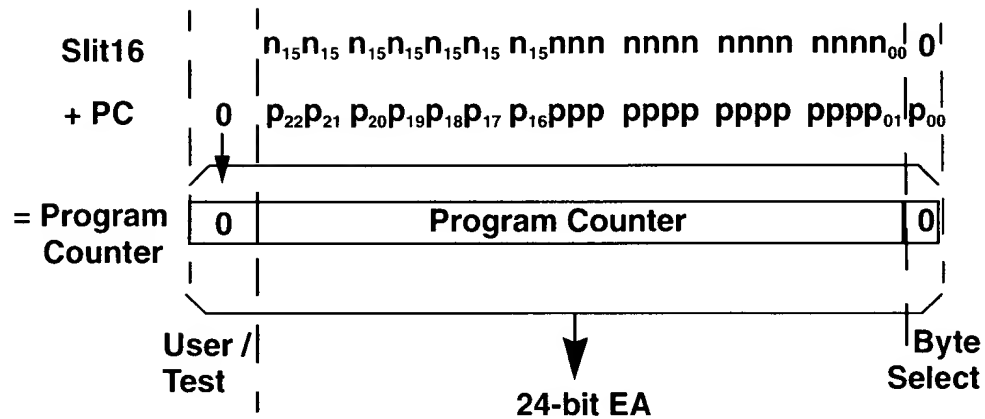 Slit16 n₁₅n₁₅ n₁₅n₁₅n₁₅n₁₅ n₁₅nnn nnnn nnnn nnnn₀₀ 0
+ PC 0 p₂₂p₂₁ p₂₀p₁₉p₁₈p₁₇ p₁₆ppp pppp pppp pppp₀₁ p₀₀
= Program Counter 0 Program Counter 0
User / Test
Byte Select
24-bit EA